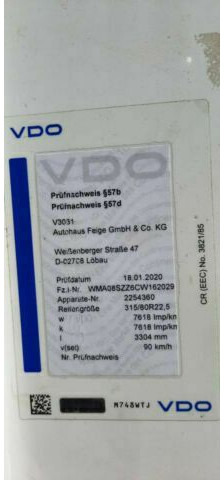 VDO
VDO
Prüfnschweis §57b
Prüfnachweis §57d
V3031
Autohaus Feige GmbH & Co. KG
Weißenberger Straße 47
D-02708 Löbau
Prüfdatum 18.01.2020
Fz.I-Nr. WMA08SZZ6CW162029
Apparate-Nr. 2254360
Reifengröße 315/80R22,5
w 7618 Imp/km
k 7618 Imp/km
l 3304 mm
v(set) 90 km/h
Nr. Prüfnachweis
CR (EEC) No. 3821/85
M748WTJ VDO